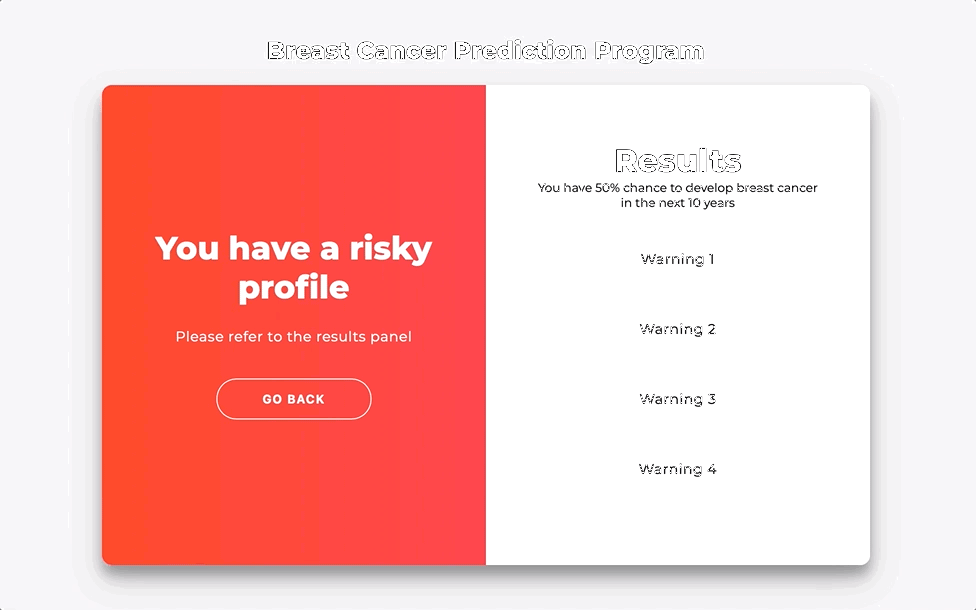 Breast Cancer Prediction Program
You have a risky
profile
Please refer to the results panel
GO BACK
Results
You have 50% chance to develop breast cancer
in the next 10 years
Warning 1
Warning 2
Warning 3
Warning 4